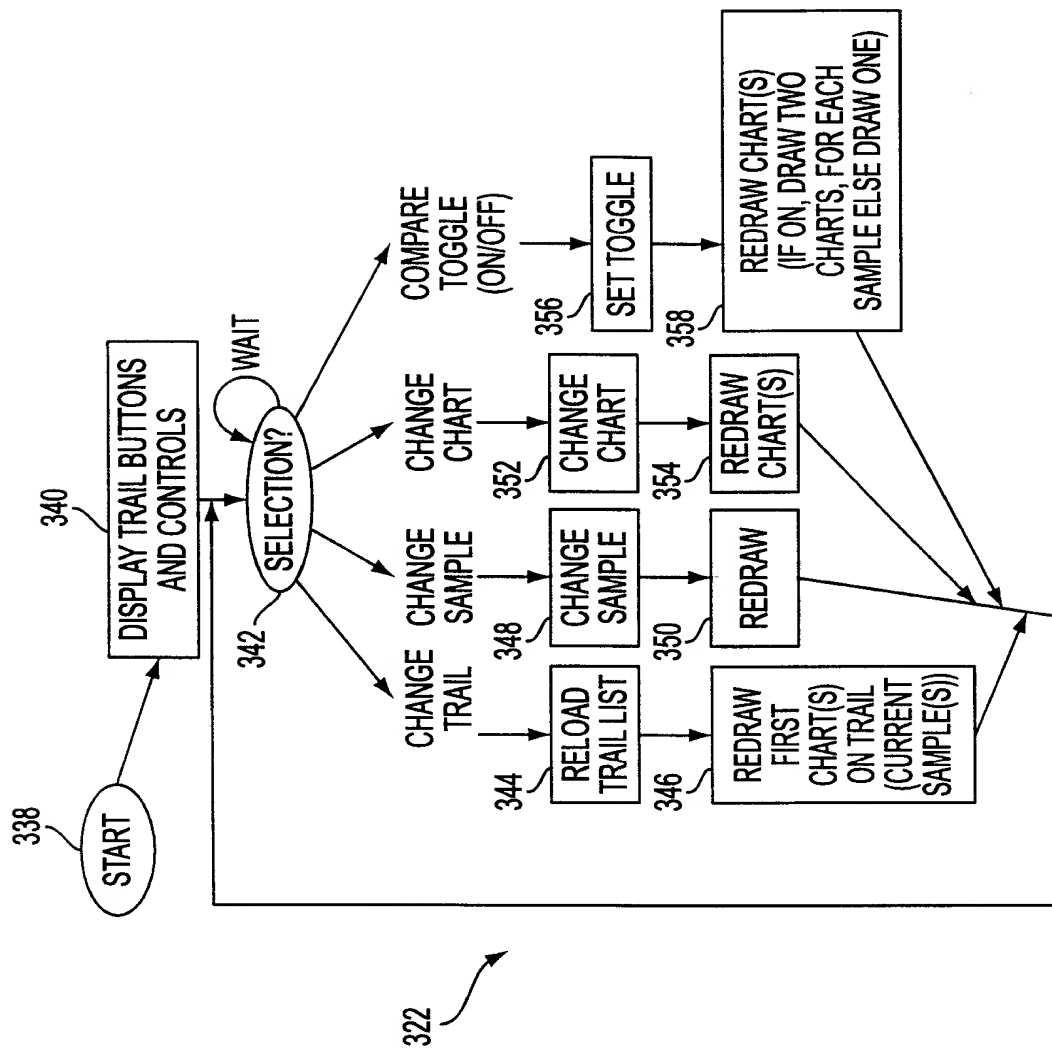 338
START
340
DISPLAY TRAIL BUTTONS
AND CONTROLS
342
SELECTION?
WAIT
CHANGE
TRAIL
CHANGE
SAMPLE
CHANGE
CHART
COMPARE
TOGGLE
(ON/OFF)
344
RELOAD
TRAIL LIST
348
CHANGE
SAMPLE
352
CHANGE
CHART
356
SET TOGGLE
346
REDRAW
FIRST
CHART(S)
ON TRAIL
(CURRENT
SAMPLE(S))
350
REDRAW
354
REDRAW
CHART(S)
358
REDRAW CHART(S)
(IF ON, DRAW TWO
CHARTS, FOR EACH
SAMPLE ELSE DRAW ONE)
322